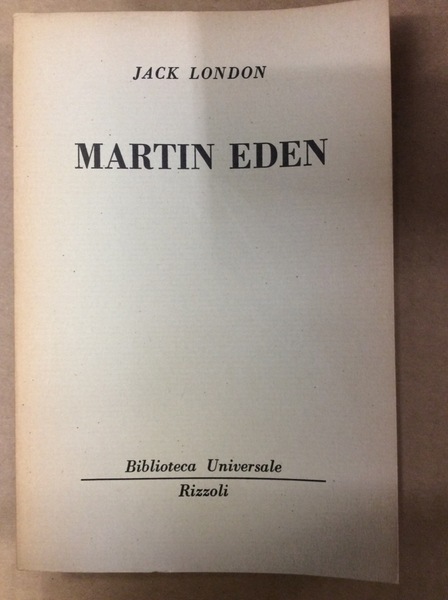 JACK LONDON
MARTIN EDEN
Biblioteca Universale
Rizzoli